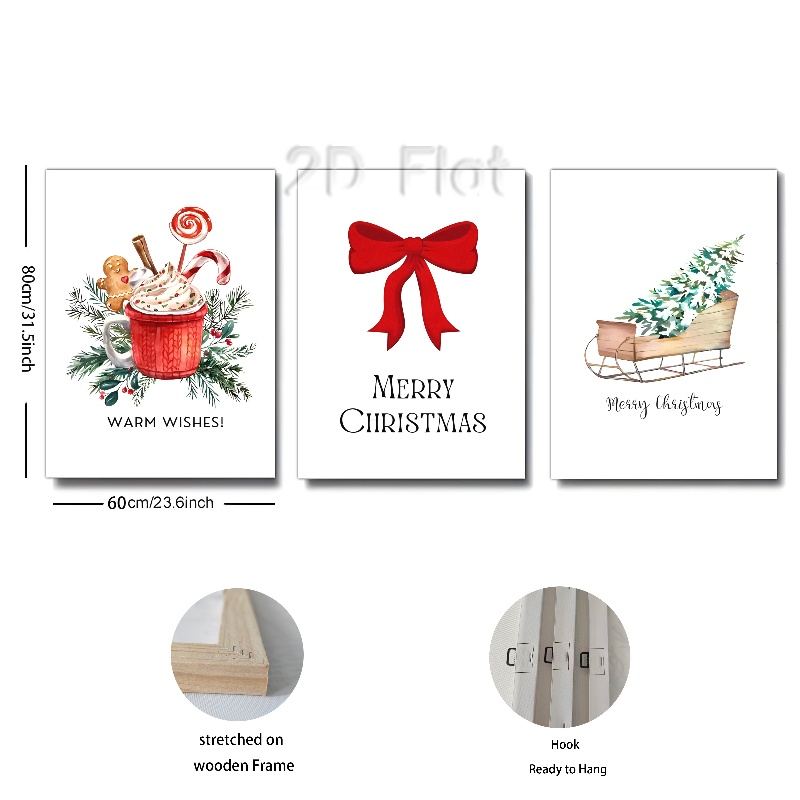 2D Flat
80cm/31.5inch
WARM WISHES!
MERRY
CHRISTMAS
Merry Christmas
60cm/23.6inch
stretched on
wooden Frame
Hook
Ready to Hang